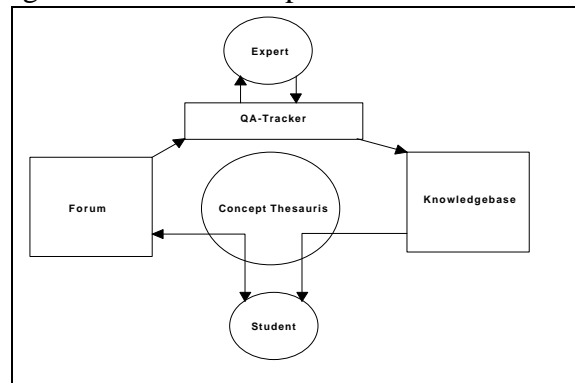 Expert
QA-Tracker
Forum
Concept Thesauris
Knowledgebase
Student